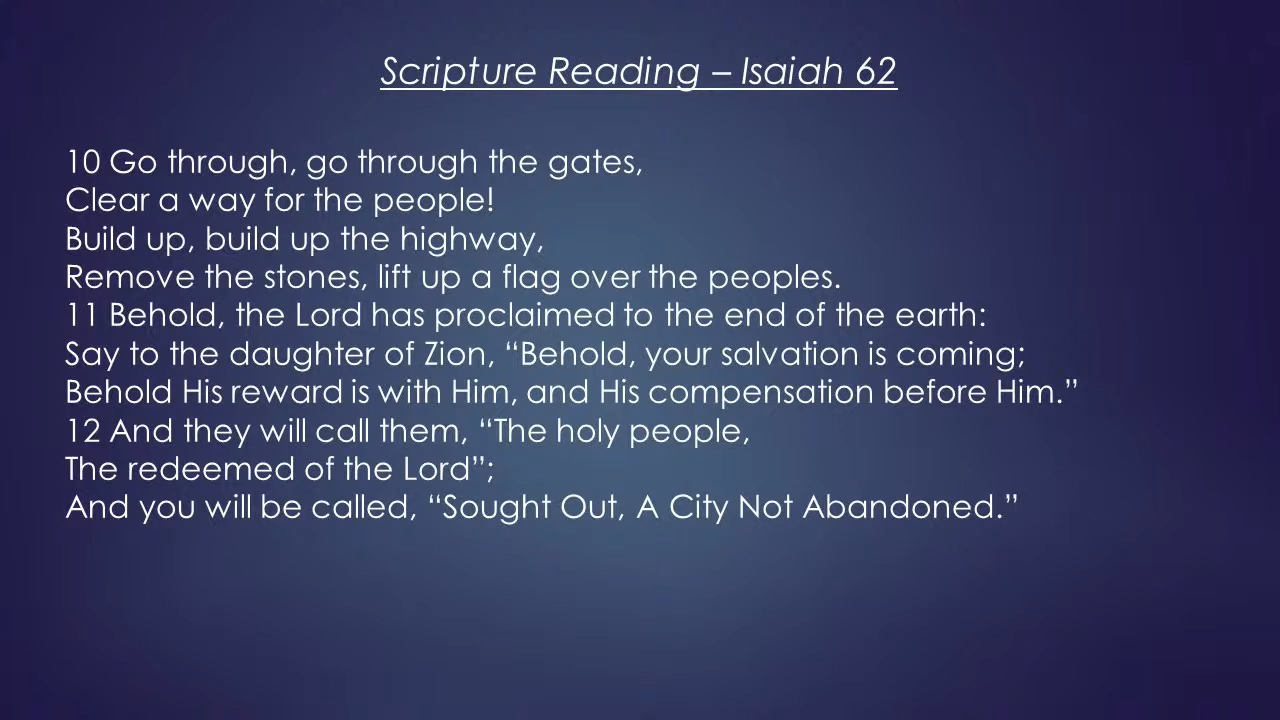 Scripture Reading – Isaiah 62
10 Go through, go through the gates,
Clear a way for the people!
Build up, build up the highway,
Remove the stones, lift up a flag over the peoples.
11 Behold, the Lord has proclaimed to the end of the earth:
Say to the daughter of Zion, “Behold, your salvation is coming;
Behold His reward is with Him, and His compensation before Him.”
12 And they will call them, “The holy people,
The redeemed of the Lord”;
And you will be called, “Sought Out, A City Not Abandoned.”